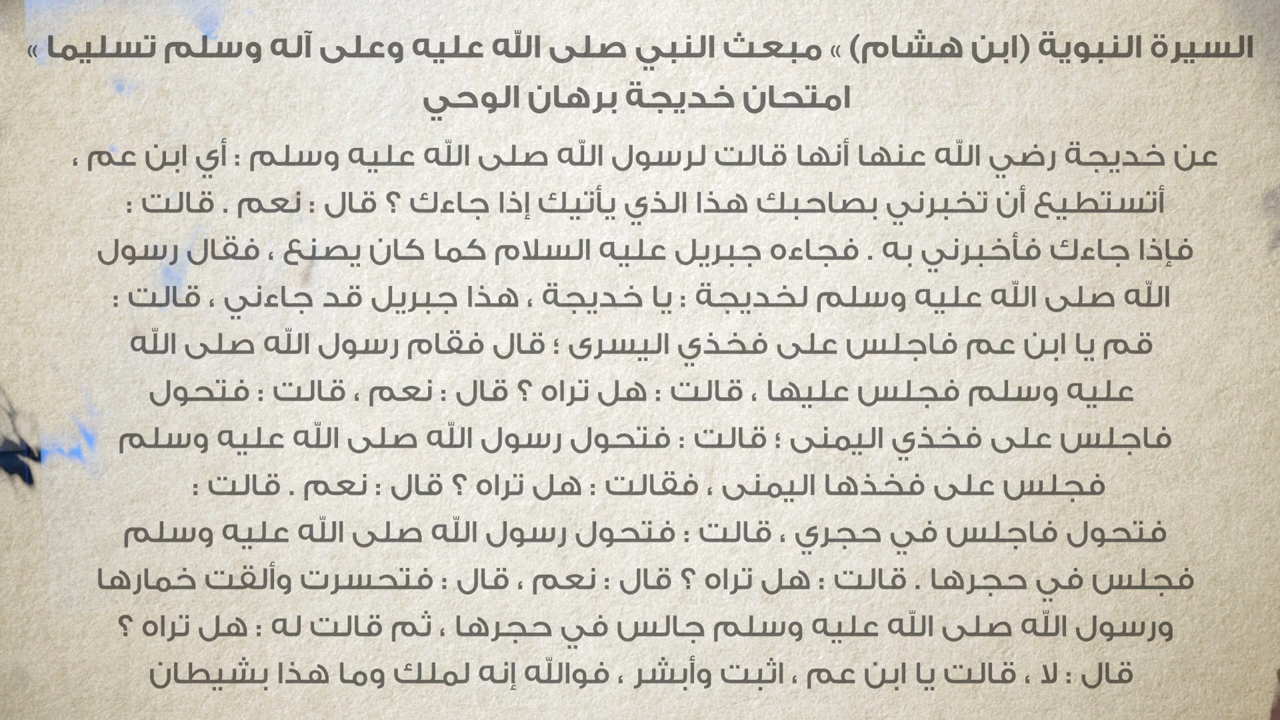 السيرة النبوية (ابن هشام) » مبعث النبي صلى الله عليه وعلى آله وسلم تسليما »
امتحان خديجة برهان الوحي
عن خديجة رضي الله عنها أنها قالت لرسول الله صلى الله عليه وسلم : أي ابن عم ،
أتستطيع أن تخبرني بصاحبك هذا الذي يأتيك إذا جاءك ؟ قال : نعم . قالت :
فإذا جاءك فأخبرني به . فجاءه جبريل عليه السلام كما كان يصنع ، فقال رسول
الله صلى الله عليه وسلم لخديجة : يا خديجة ، هذا جبريل قد جاءني ، قالت :
قم يا ابن عم فاجلس على فخذي اليسرى ؛ قال فقام رسول الله صلى الله
عليه وسلم فجلس عليها ، قالت : هل تراه ؟ قال : نعم ، قالت : فتحول
فاجلس على فخذي اليمنى ؛ قالت : فتحول رسول الله صلى الله عليه وسلم
فجلس على فخذها اليمنى ، فقالت : هل تراه ؟ قال : نعم . قالت :
فتحول فاجلس في حجري ، قالت : فتحول رسول الله صلى الله عليه وسلم
فجلس في حجرها . قالت : هل تراه ؟ قال : نعم ، قال : فتحسرت وألقت خمارها
ورسول الله صلى الله عليه وسلم جالس في حجرها ، ثم قالت له : هل تراه ؟
قال : لا ، قالت يا ابن عم ، اثبت وأبشر ، فوالله إنه لملك وما هذا بشيطان